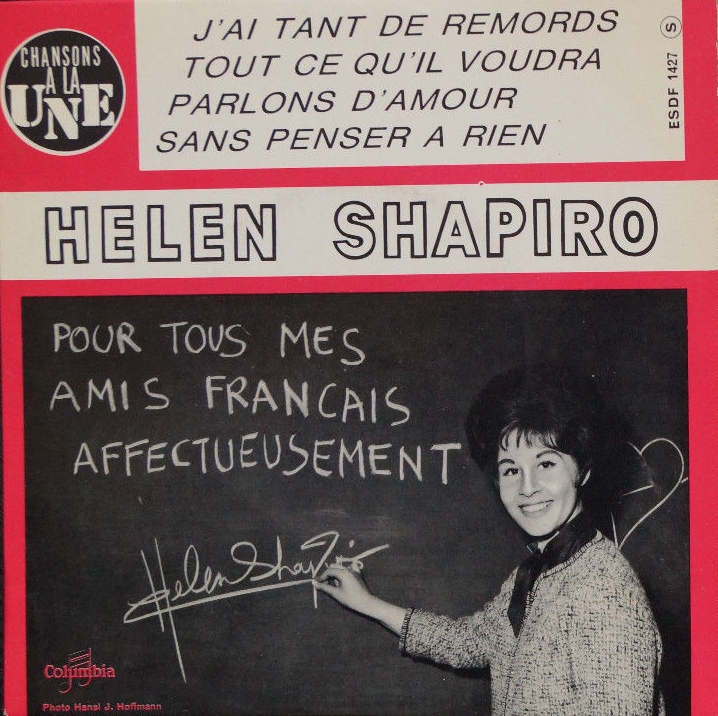 CHANSONS
A LA
UNE
J'AI TANT DE REMORDS
TOUT CE QU'IL VOUDRA
PARLONS D'AMOUR
SANS PENSER A RIEN
ESDF 1427 S
HELEN SHAPIRO
POUR TOUS MES
AMIS FRANCAIS
AFFECTUEUSEMENT
Helen Shapiro
Columbia
Photo Hansi J. Hoffmann